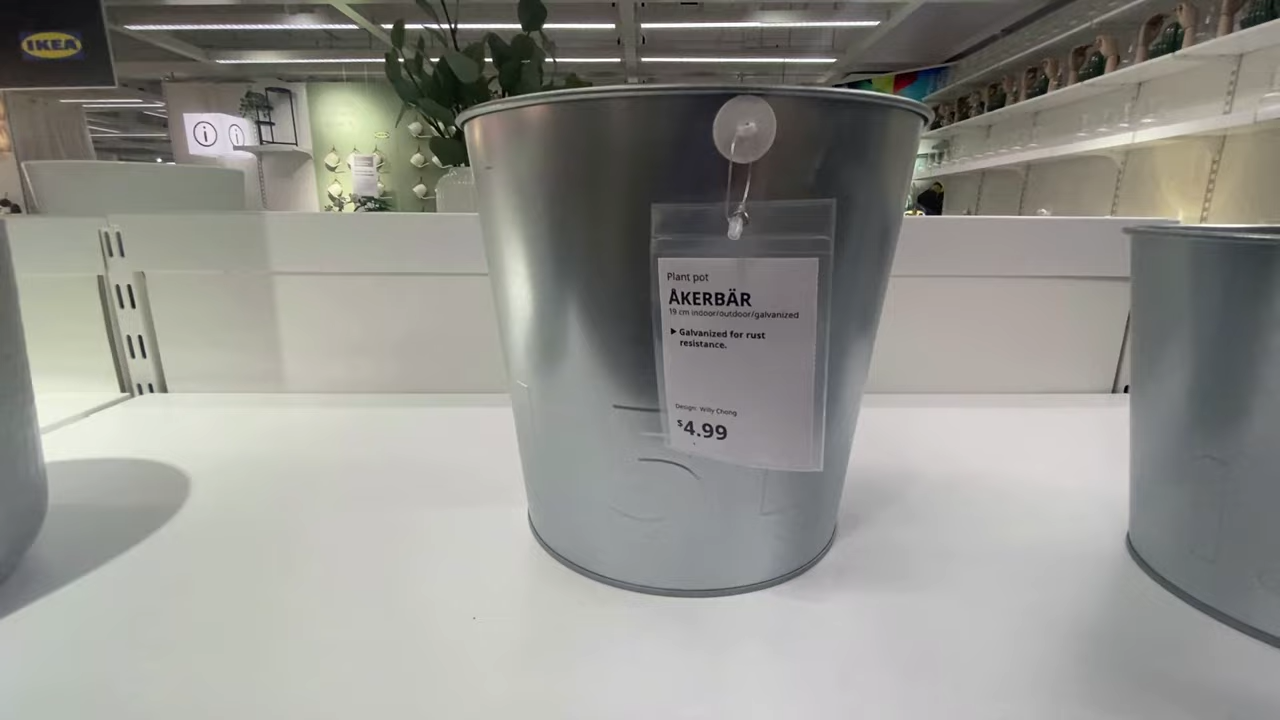 IKEA
Plant pot
ÅKERBÄR
19 cm indoor/outdoor/galvanized
▶ Galvanized for rust
resistance.
Design: Willy Chong
$4.99